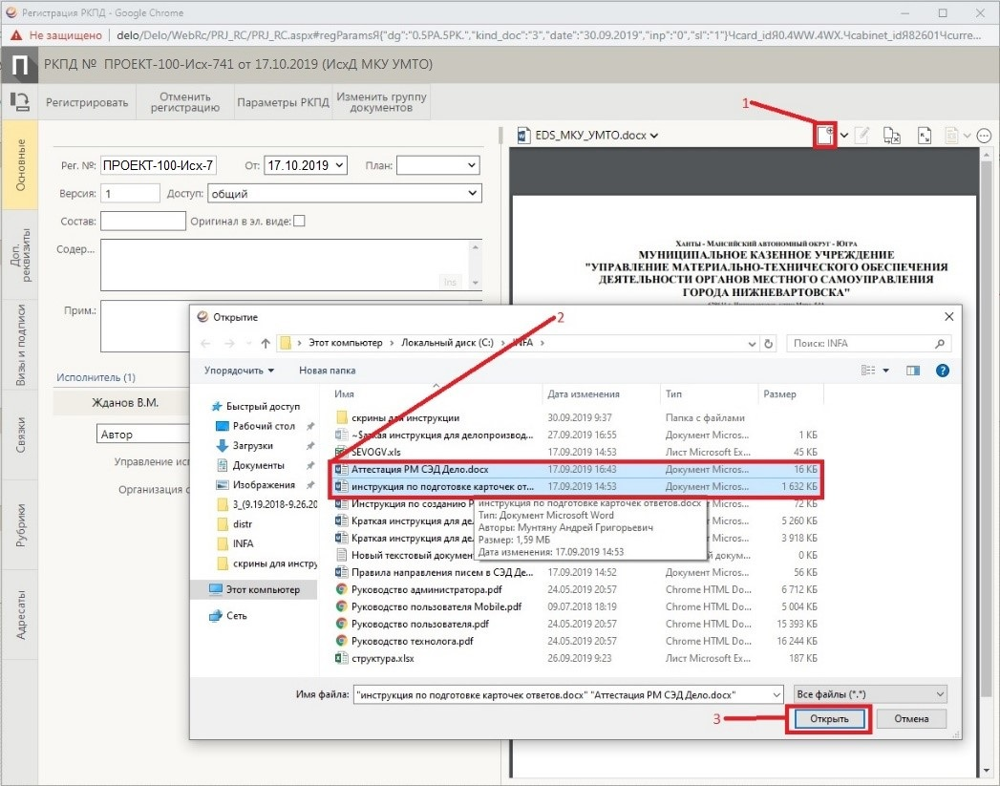 Регистрация РКПД - Google Chrome
Не защищено | delo/Delo/WebRc/PRJ_RC/PRJ_RC.aspx#regParamsЯ{"dg":"0.5PA.5PK.","kind_doc":"3","date":"30.09.2019","inp":"0","sl":"1"}Чcard_idЯ0.4WW.4WX.Чcabinet_idЯ82601Чcurre...
П РКПД № ПРОЕКТ-100-Исх-741 от 17.10.2019 (ИсхД МКУ УМТО)
Регистрировать
Отменить регистрацию
Параметры РКПД
Изменить группу документов
1
Основные
Доп. реквизиты
Визы и подписи
Связки
Рубрики
Адресаты
EDS_МКУ_УМТО.docx
Рег. №: ПРОЕКТ-100-Исх-7 От: 17.10.2019 План:
Версия: 1 Доступ: общий
Состав: Оригинал в эл. виде:
Содер...
Ins
Прим.:
Исполнитель (1)
Жданов В.М.
Автор
Управление исп
Организация с
Ханты - Мансийский автономный округ - Югра
МУНИЦИПАЛЬНОЕ КАЗЕННОЕ УЧРЕЖДЕНИЕ
"УПРАВЛЕНИЕ МАТЕРИАЛЬНО-ТЕХНИЧЕСКОГО ОБЕСПЕЧЕНИЯ
ДЕЯТЕЛЬНОСТИ ОРГАНОВ МЕСТНОГО САМОУПРАВЛЕНИЯ
ГОРОДА НИЖНЕВАРТОВСКА"
Открытие
2
Этот компьютер > Локальный диск (C:) > INFA >
Поиск: INFA
Упорядочить Новая папка
Быстрый доступ
Рабочий стол
Загрузки
Документы
Изображения
3_(9.19.2018-9.26.20
distr
INFA
скрины для инстру
Этот компьютер
Сеть
Имя Дата изменения Тип Размер
скрины для инструкции 30.09.2019 9:37 Папка с файлами
~$аткая инструкция для делопроизвод... 27.09.2019 16:55 Документ Micros... 1 КБ
SEVOGV.xls 17.09.2019 14:53 Лист Microsoft Ex... 45 КБ
Аттестация РМ СЭД Дело.docx 17.09.2019 16:43 Документ Micros... 16 КБ
инструкция по подготовке карточек от... 17.09.2019 14:53 Документ Micros... 1 632 КБ
Инструкция по созданию Р Micros... 72 КБ
Краткая инструкция для де Micros... 5 260 КБ
Краткая инструкция для де Micros... 3 918 КБ
Новый текстовый докумен й докум... 0 КБ
инструкция по подготовке карточек ответов.docx
Тип: Документ Microsoft Word
Авторы: Мунтяну Андрей Григорьевич
Размер: 1,59 МБ
Дата изменения: 17.09.2019 14:53
Правила направления писем в СЭД Де... 17.09.2019 14:52 Документ Micros... 56 КБ
Руководство администратора.pdf 24.05.2019 20:57 Chrome HTML Do... 6 712 КБ
Руководство пользователя Mobile.pdf 09.07.2018 18:19 Chrome HTML Do... 5 004 КБ
Руководство пользователя.pdf 24.05.2019 20:57 Chrome HTML Do... 15 393 КБ
Руководство технолога.pdf 24.05.2019 20:57 Chrome HTML Do... 16 244 КБ
структура.xlsx 26.09.2019 9:23 Лист Microsoft Ex... 187 КБ
Имя файла: "инструкция по подготовке карточек ответов.docx" "Аттестация РМ СЭД Дело.docx" Все файлы (*.*)
3 Открыть Отмена